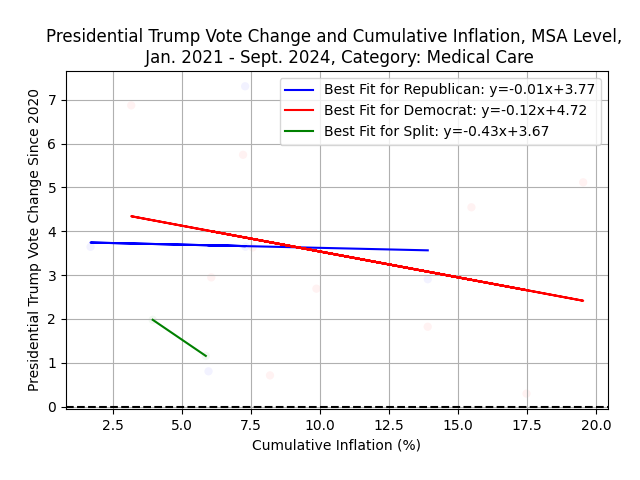 Presidential Trump Vote Change and Cumulative Inflation, MSA Level,
Jan. 2021 - Sept. 2024, Category: Medical Care
Best Fit for Republican: y=-0.01x+3.77
Best Fit for Democrat: y=-0.12x+4.72
Best Fit for Split: y=-0.43x+3.67
Presidential Trump Vote Change Since 2020
7
6
5
4
3
2
1
0
2.5 5.0 7.5 10.0 12.5 15.0 17.5 20.0
Cumulative Inflation (%)